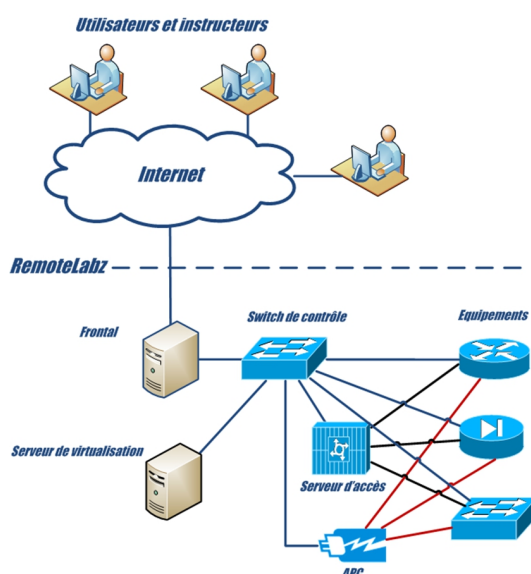 Utilisateurs et instructeurs
Internet
RemoteLabz
Switch de contrôle
Equipements
Frontal
Serveur de virtualisation
Serveur d'accès
APC